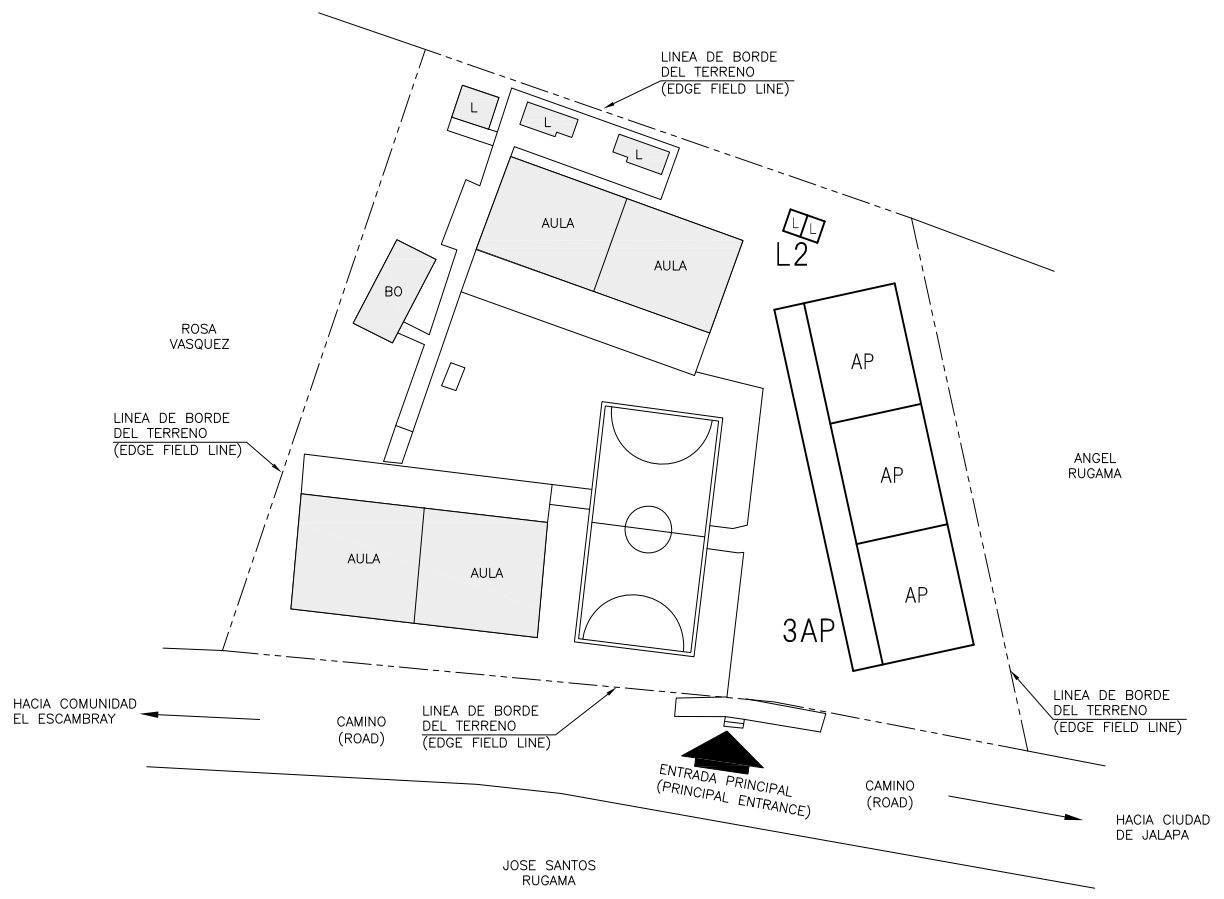 LINEA DE BORDE
DEL TERRENO
(EDGE FIELD LINE)
L
L
L
AULA
AULA
L L
L2
BO
ROSA
VASQUEZ
AP
LINEA DE BORDE
DEL TERRENO
(EDGE FIELD LINE)
ANGEL
RUGAMA
AP
AULA
AULA
AP
3AP
HACIA COMUNIDAD
EL ESCAMBRAY
CAMINO
(ROAD)
LINEA DE BORDE
DEL TERRENO
(EDGE FIELD LINE)
LINEA DE BORDE
DEL TERRENO
(EDGE FIELD LINE)
ENTRADA PRINCIPAL
(PRINCIPAL ENTRANCE)
CAMINO
(ROAD)
HACIA CIUDAD
DE JALAPA
JOSE SANTOS
RUGAMA